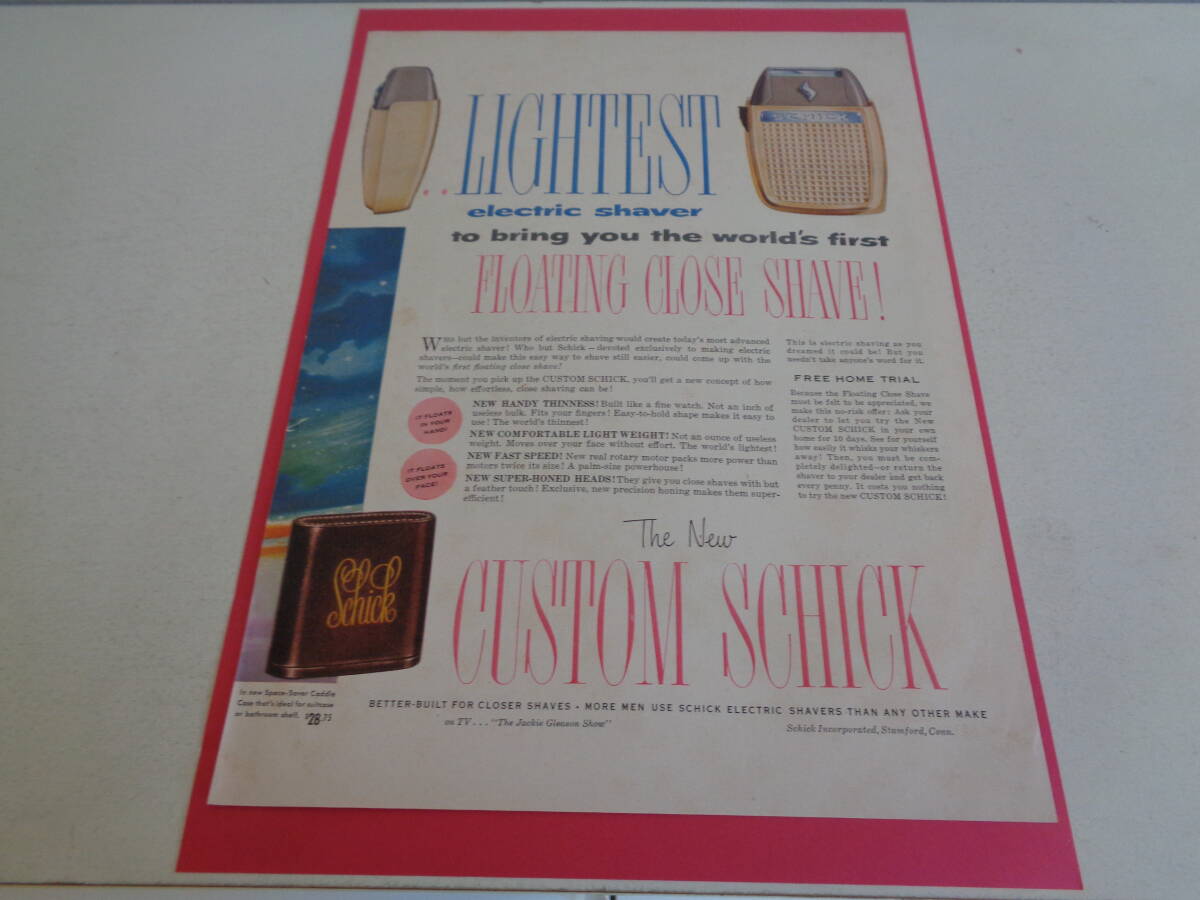 SCHICK
..LIGHTEST
electric shaver
to bring you the world's first
FLOATING CLOSE SHAVE!
WHO but the inventors of electric shaving would create today's most advanced
electric shaver! Who but Schick—devoted exclusively to making electric
shavers—could make this easy way to shave still easier, could come up with the
world's first floating close shave!
The moment you pick up the CUSTOM SCHICK, you'll get a new concept of how
simple, how effortless, close shaving can be!
IT FLOATS
IN YOUR
HAND!
NEW HANDY THINNESS! Built like a fine watch. Not an inch of
useless bulk. Fits your fingers! Easy-to-hold shape makes it easy to
use! The world's thinnest!
NEW COMFORTABLE LIGHT WEIGHT! Not an ounce of useless
weight. Moves over your face without effort. The world's lightest!
IT FLOATS
OVER YOUR
FACE!
NEW FAST SPEED! New real rotary motor packs more power than
motors twice its size! A palm-size powerhouse!
NEW SUPER-HONED HEADS! They give you close shaves with but
a feather touch! Exclusive, new precision honing makes them super-
efficient!
This is electric shaving as you
dreamed it could be! But you
needn't take anyone's word for it.
FREE HOME TRIAL
Because the Floating Close Shave
must be felt to be appreciated, we
make this no-risk offer: Ask your
dealer to let you try the New
CUSTOM SCHICK in your own
home for 10 days. See for yourself
how easily it whisks your whiskers
away! Then, you must be com-
pletely delighted—or return the
shaver to your dealer and get back
every penny. It costs you nothing
to try the new CUSTOM SCHICK!
The New
CUSTOM SCHICK
Schick
In new Space-Saver Caddie
Case that's ideal for suitcase
or bathroom shelf. $28.75
BETTER-BUILT FOR CLOSER SHAVES • MORE MEN USE SCHICK ELECTRIC SHAVERS THAN ANY OTHER MAKE
on TV... "The Jackie Gleason Show"
Schick Incorporated, Stamford, Conn.